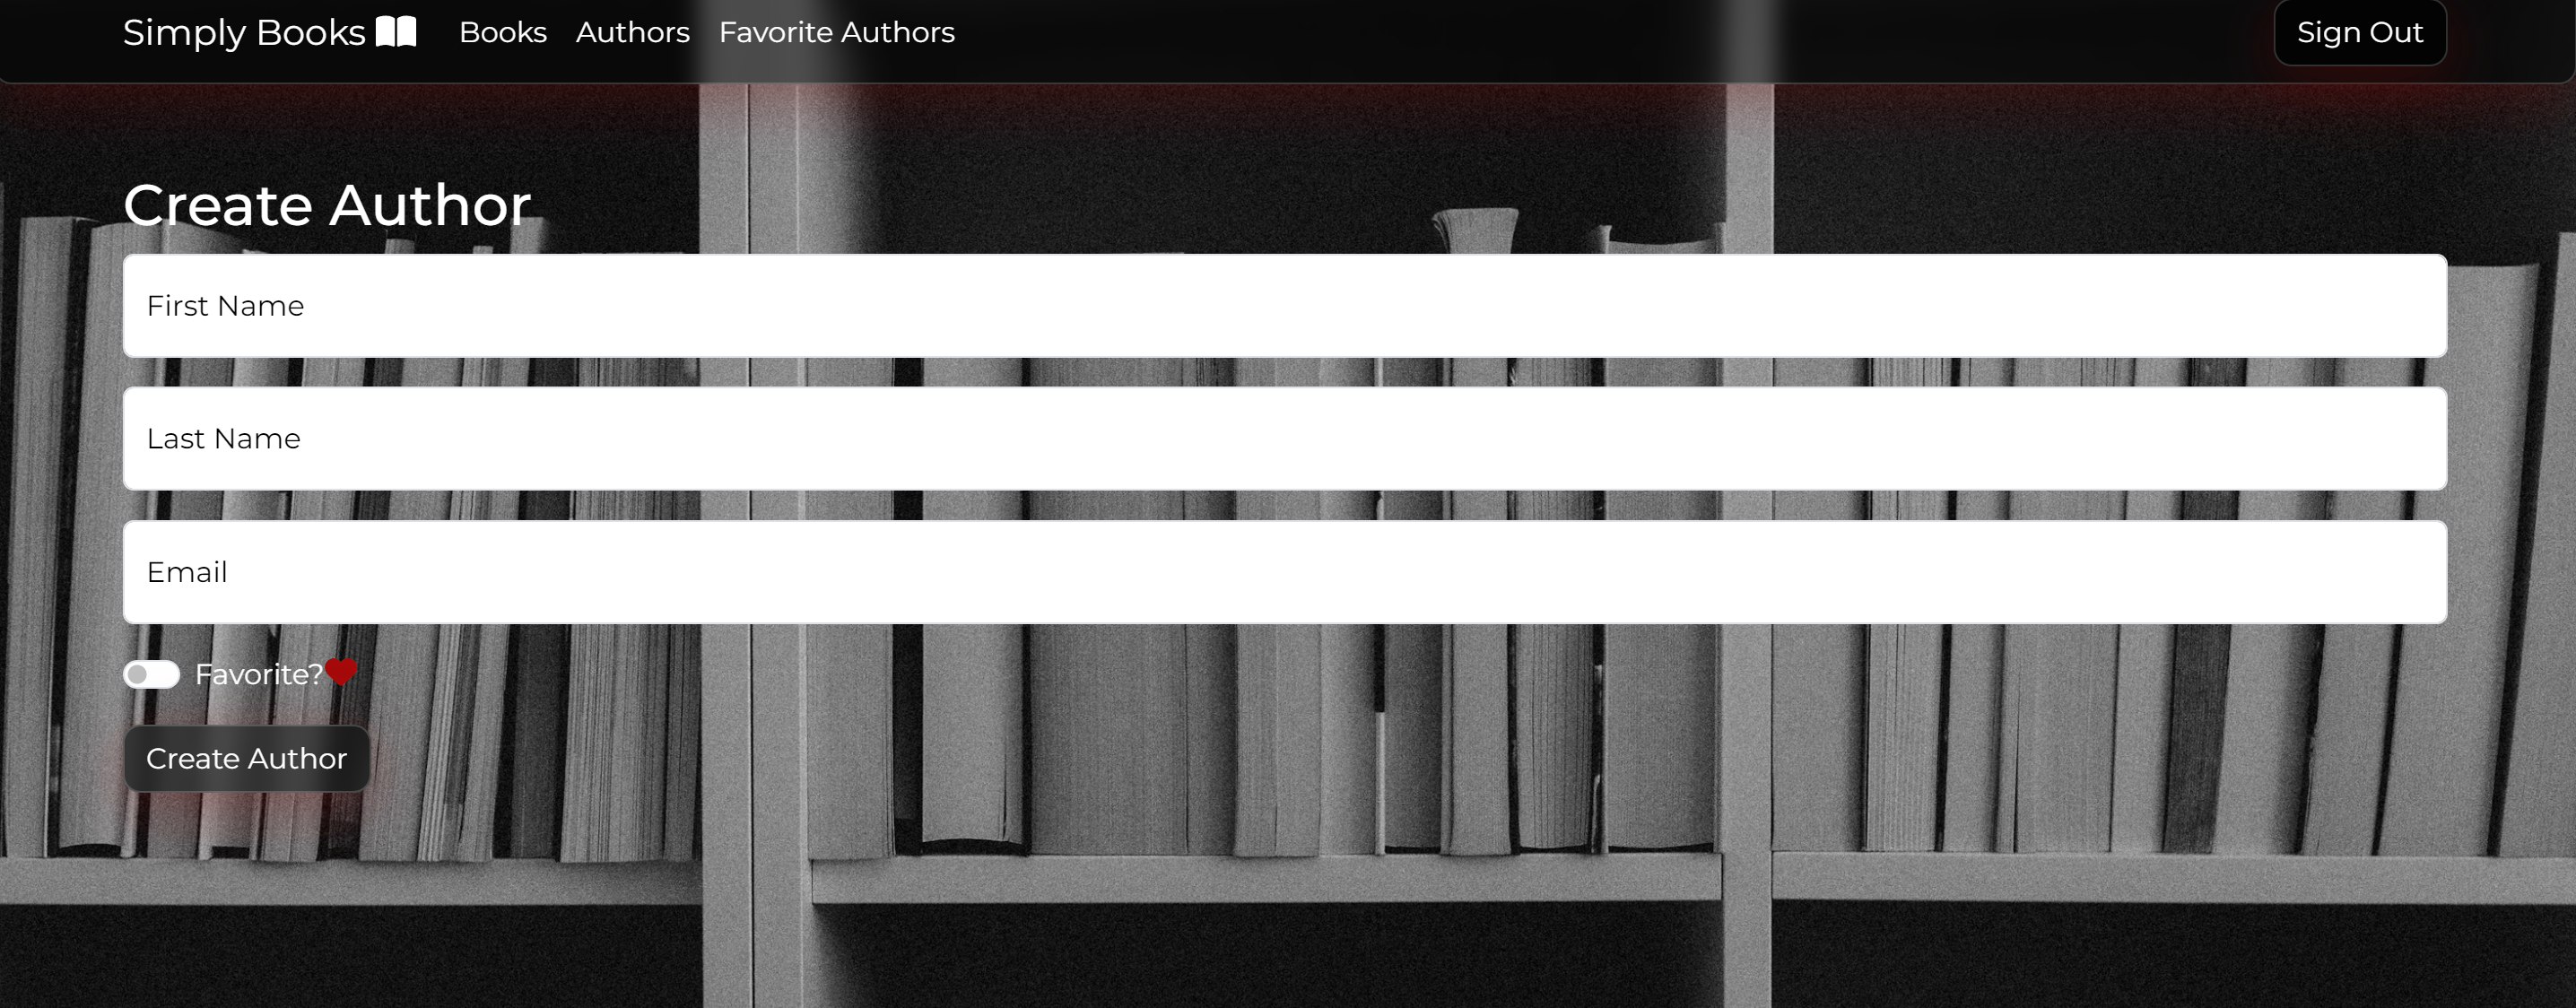 Simply Books Books Authors Favorite Authors Sign Out
Create Author
First Name
Last Name
Email
Favorite?
Create Author